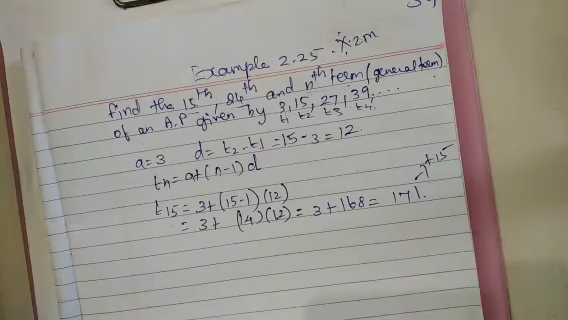 Example 2.25. 2m
Find the 15th, 24th and nth term (general term)
of an A.P given by 3, 15, 27, 39.....
t1 t2 t3 t4
a=3 d= t2-t1 =15-3=12.
tn=a+(n-1)d
t15 = 3+(15-1)(12)
= 3+ (14)(12) = 3+168= 171.
t15